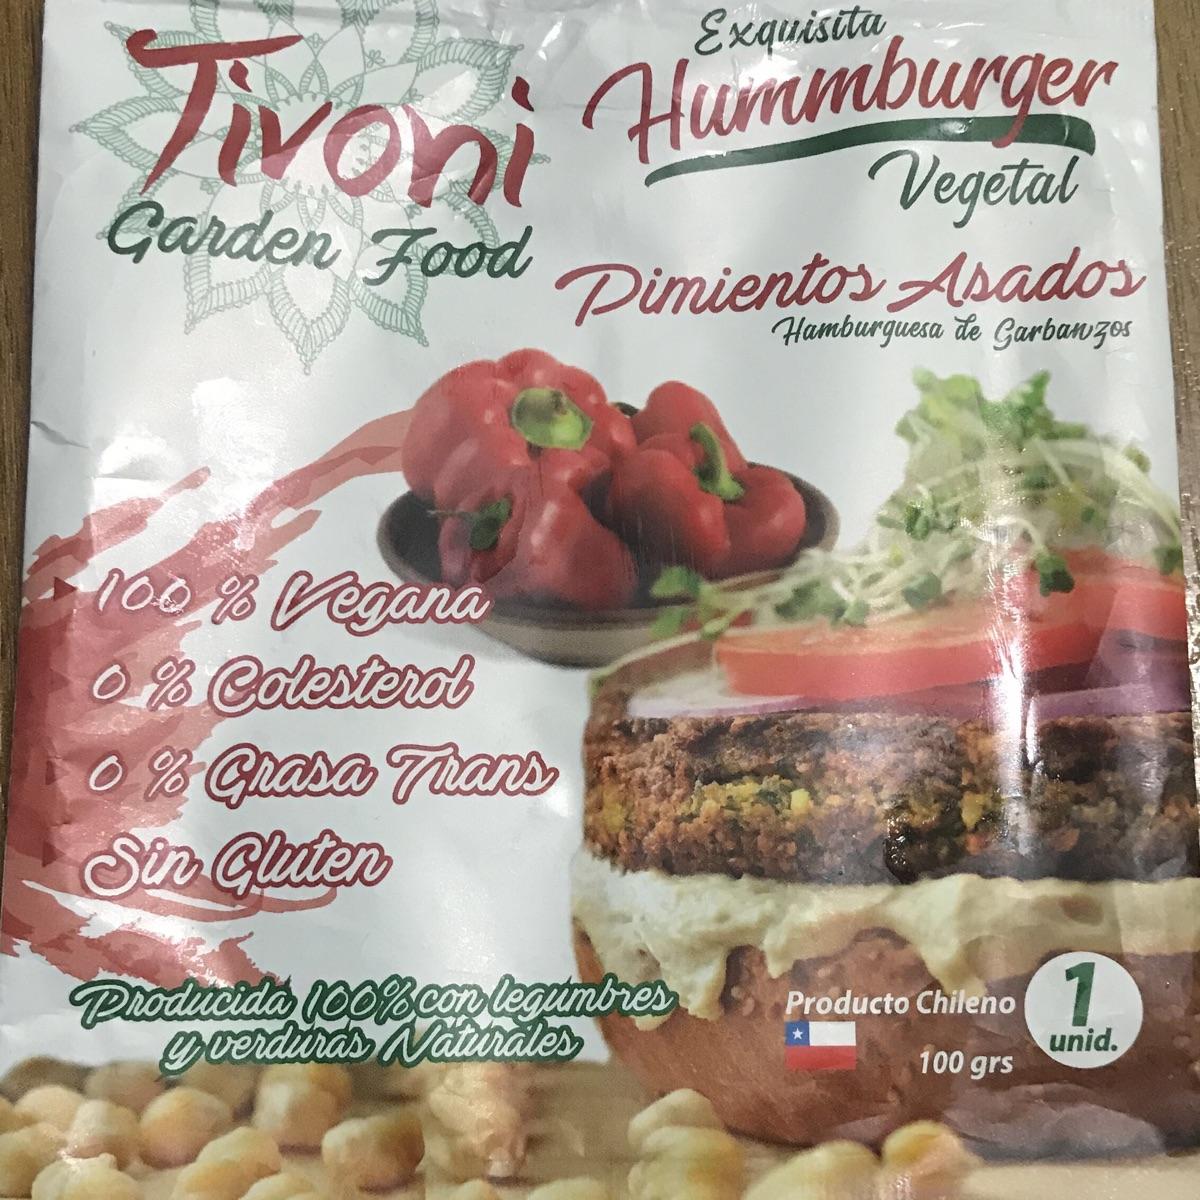 Tivoni
Garden Food
Exquisita
Hummburger
Vegetal
Pimientos Asados
Hamburguesa de Garbanzos
100 % Vegana
0 % Colesterol
0 % Grasa Trans
Sin Gluten
Producida 100% con legumbres
y verduras Naturales
Producto Chileno
100 grs
1
unid.